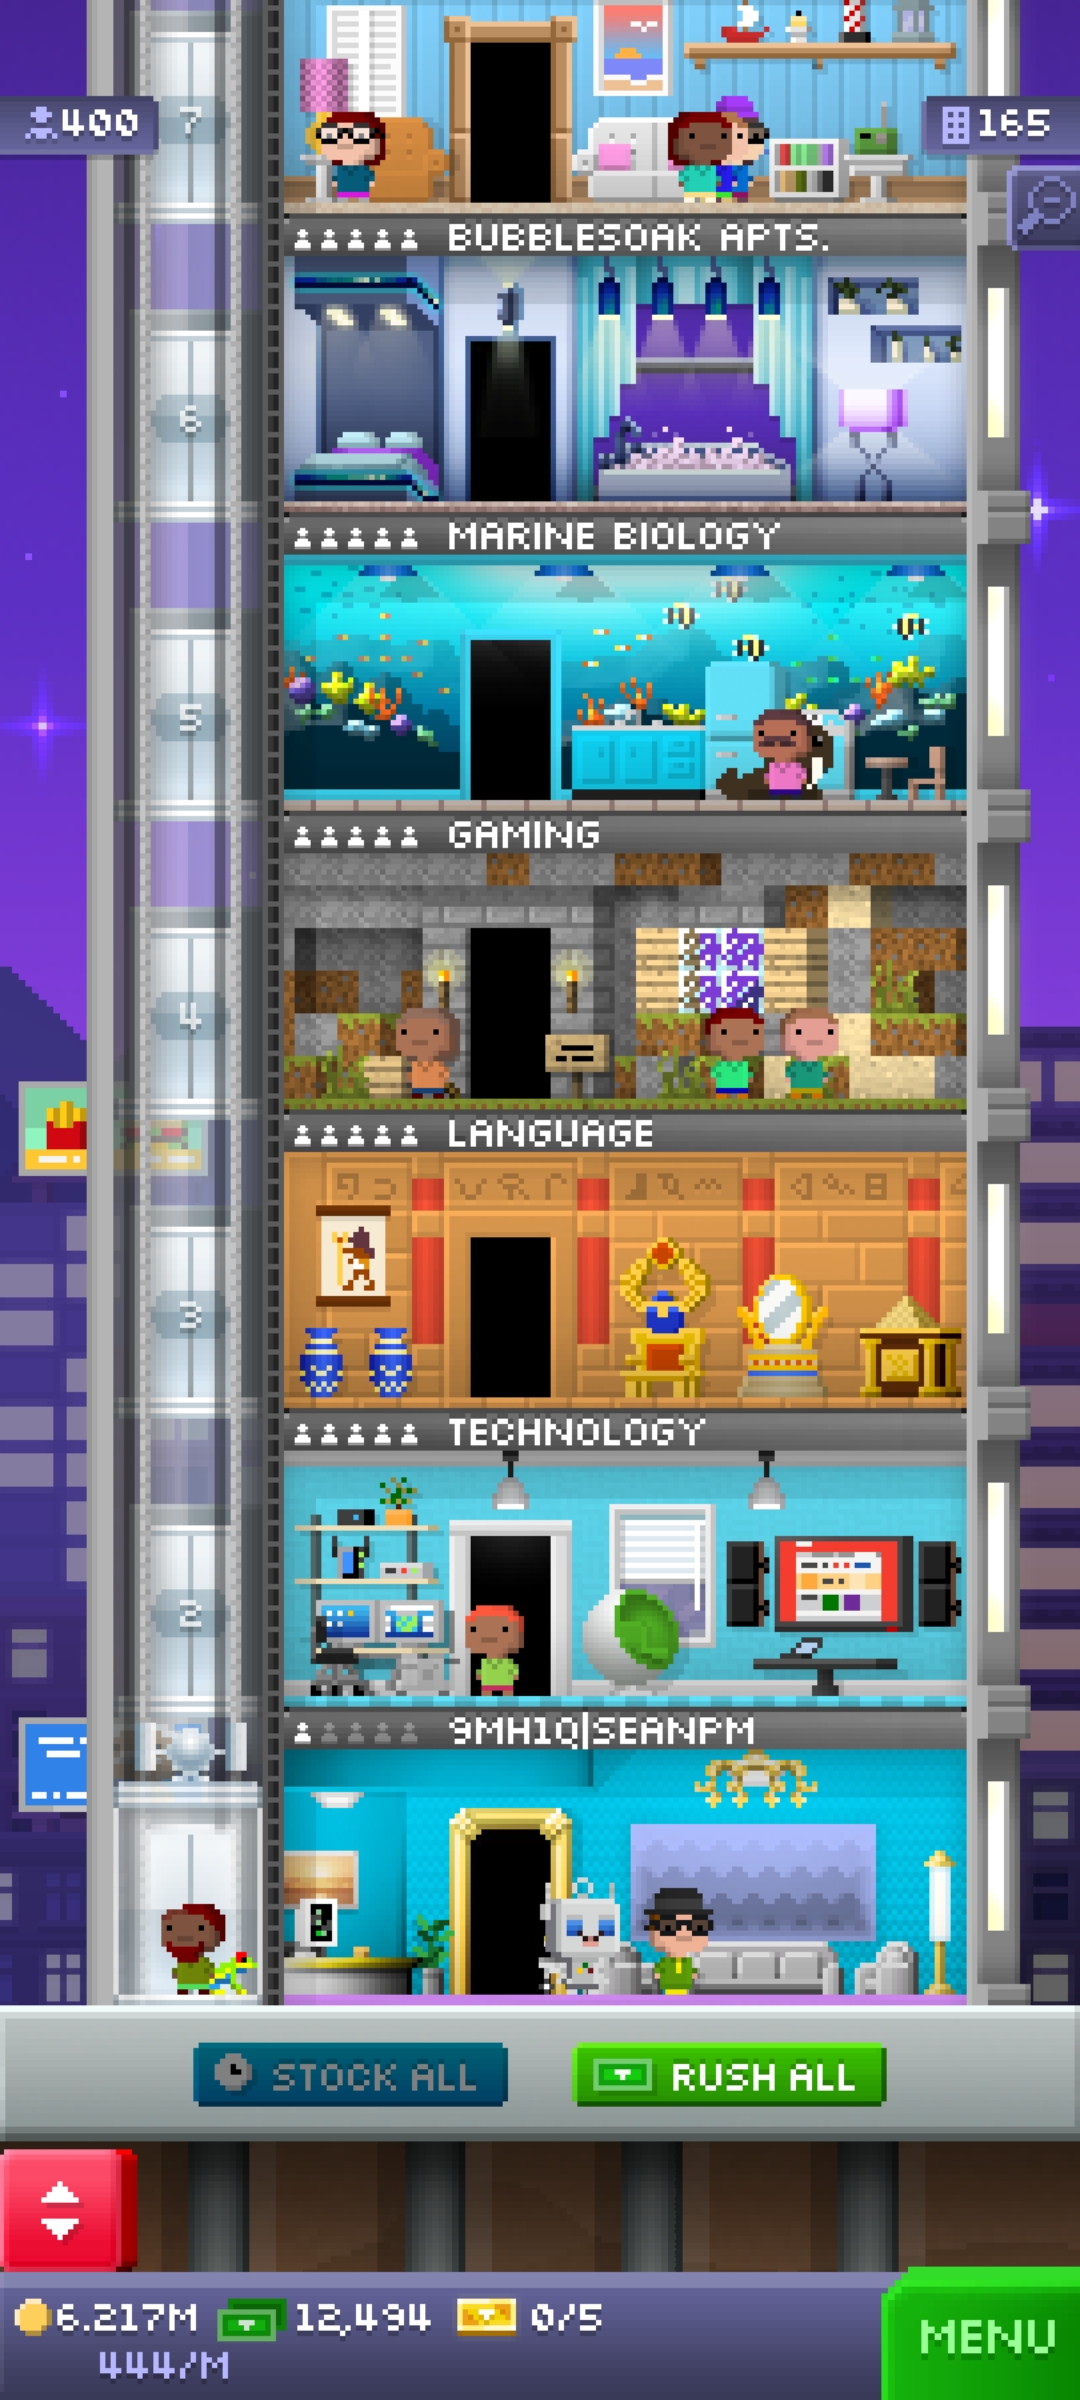 7
400
165
BUBBLESOAK APTS.
6
MARINE BIOLOGY
5
GAMING
4
LANGUAGE
3
TECHNOLOGY
2
9MH1Q|SEANPM
STOCK ALL
RUSH ALL
6.217M
12,494
0/5
444/M
MENU